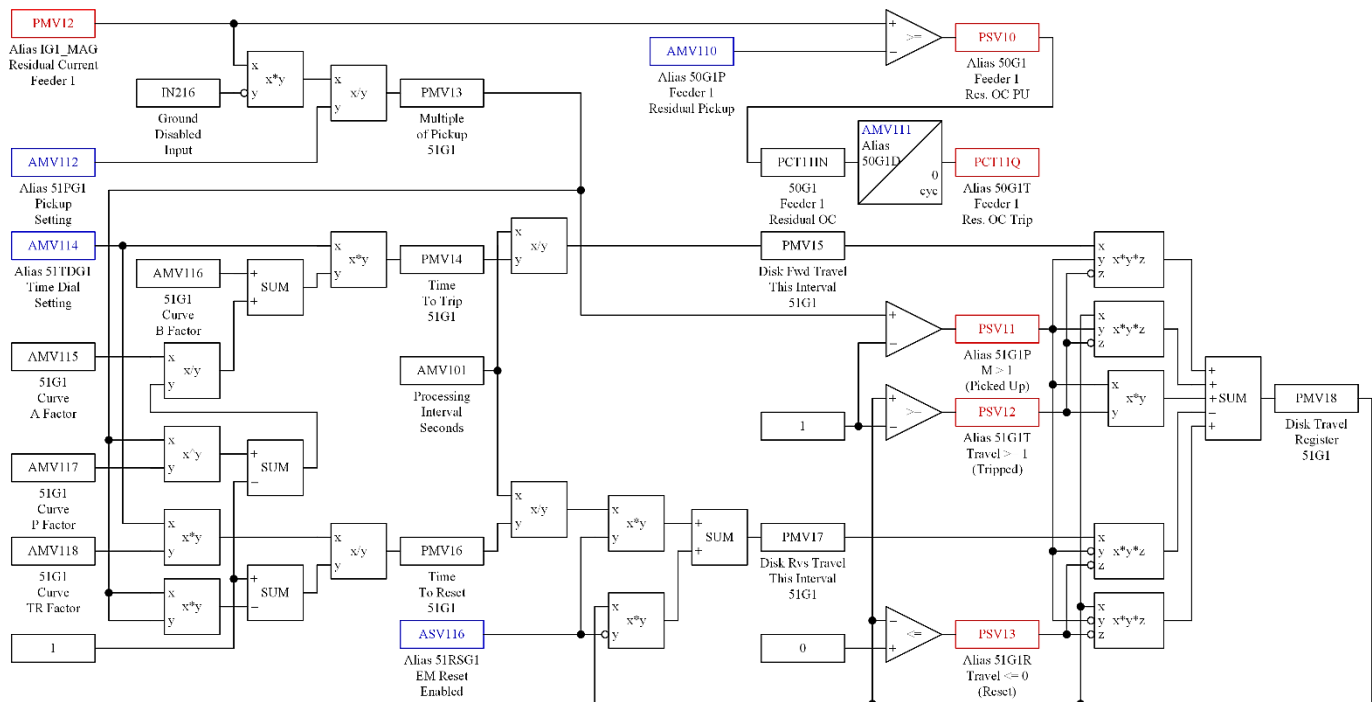 PMV12
Alias IG1_MAG
Residual Current
Feeder 1
x
y
x*y
IN216
Ground
Disabled
Input
x
y
x/y
PMV13
Multiple
of Pickup
51G1
AMV110
Alias 50G1P
Feeder 1
Residual Pickup
+
−
>=
PSV10
Alias 50G1
Feeder 1
Res. OC PU
PCT11IN
50G1
Feeder 1
Residual OC
AMV111
Alias
50G1D
0
cyc
PCT11Q
Alias 50G1T
Feeder 1
Res. OC Trip
AMV112
Alias 51PG1
Pickup
Setting
AMV114
Alias 51TDG1
Time Dial
Setting
AMV116
51G1
Curve
B Factor
+
+
SUM
x
y
x*y
PMV14
Time
To Trip
51G1
x
y
x/y
PMV15
Disk Fwd Travel
This Interval
51G1
x
y
z
x*y*z
AMV115
51G1
Curve
A Factor
x
y
x/y
AMV101
Processing
Interval
Seconds
+
−
PSV11
Alias 51G1P
M > 1
(Picked Up)
x
y
z
x*y*z
1
+
−
>=
PSV12
Alias 51G1T
Travel >= 1
(Tripped)
x
y
x*y
+
+
+
−
+
SUM
PMV18
Disk Travel
Register
51G1
AMV117
51G1
Curve
P Factor
x
y
x^y
+
−
SUM
AMV118
51G1
Curve
TR Factor
x
y
x*y
x
y
x*y
+
−
SUM
x
y
x/y
PMV16
Time
To Reset
51G1
x
y
x/y
x
y
x*y
+
+
SUM
PMV17
Disk Rvs Travel
This Interval
51G1
x
y
z
x*y*z
1
ASV116
Alias 51RSG1
EM Reset
Enabled
x
y
x*y
0
−
+
<=
PSV13
Alias 51G1R
Travel <= 0
(Reset)
x
y
z
x*y*z